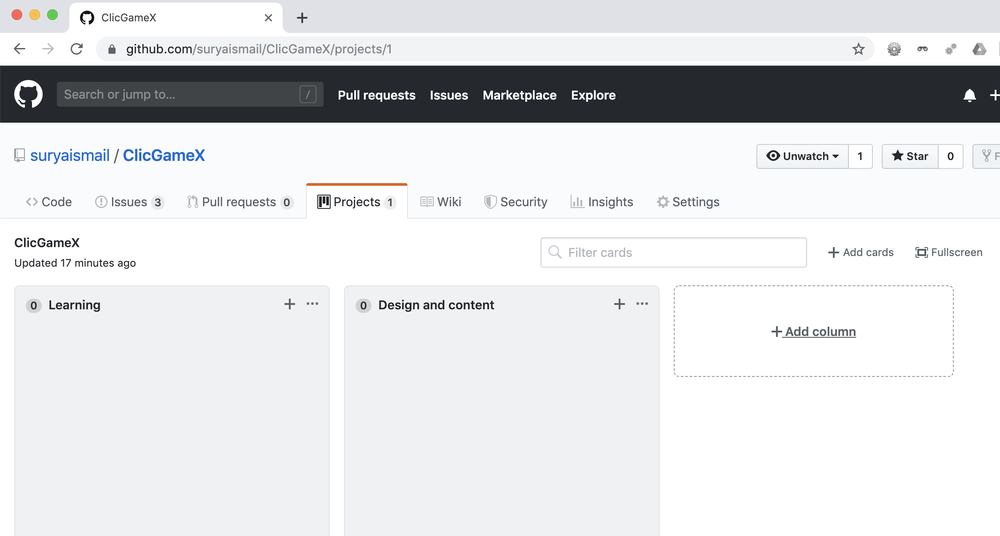 ClicGameX
github.com/suryaismail/ClicGameX/projects/1
Search or jump to... /
Pull requests Issues Marketplace Explore
suryaismail / ClicGameX
Unwatch 1 Star 0 F
Code Issues 3 Pull requests 0 Projects 1 Wiki Security Insights Settings
ClicGameX
Updated 17 minutes ago
Filter cards
Add cards
Fullscreen
0 Learning
0 Design and content
Add column